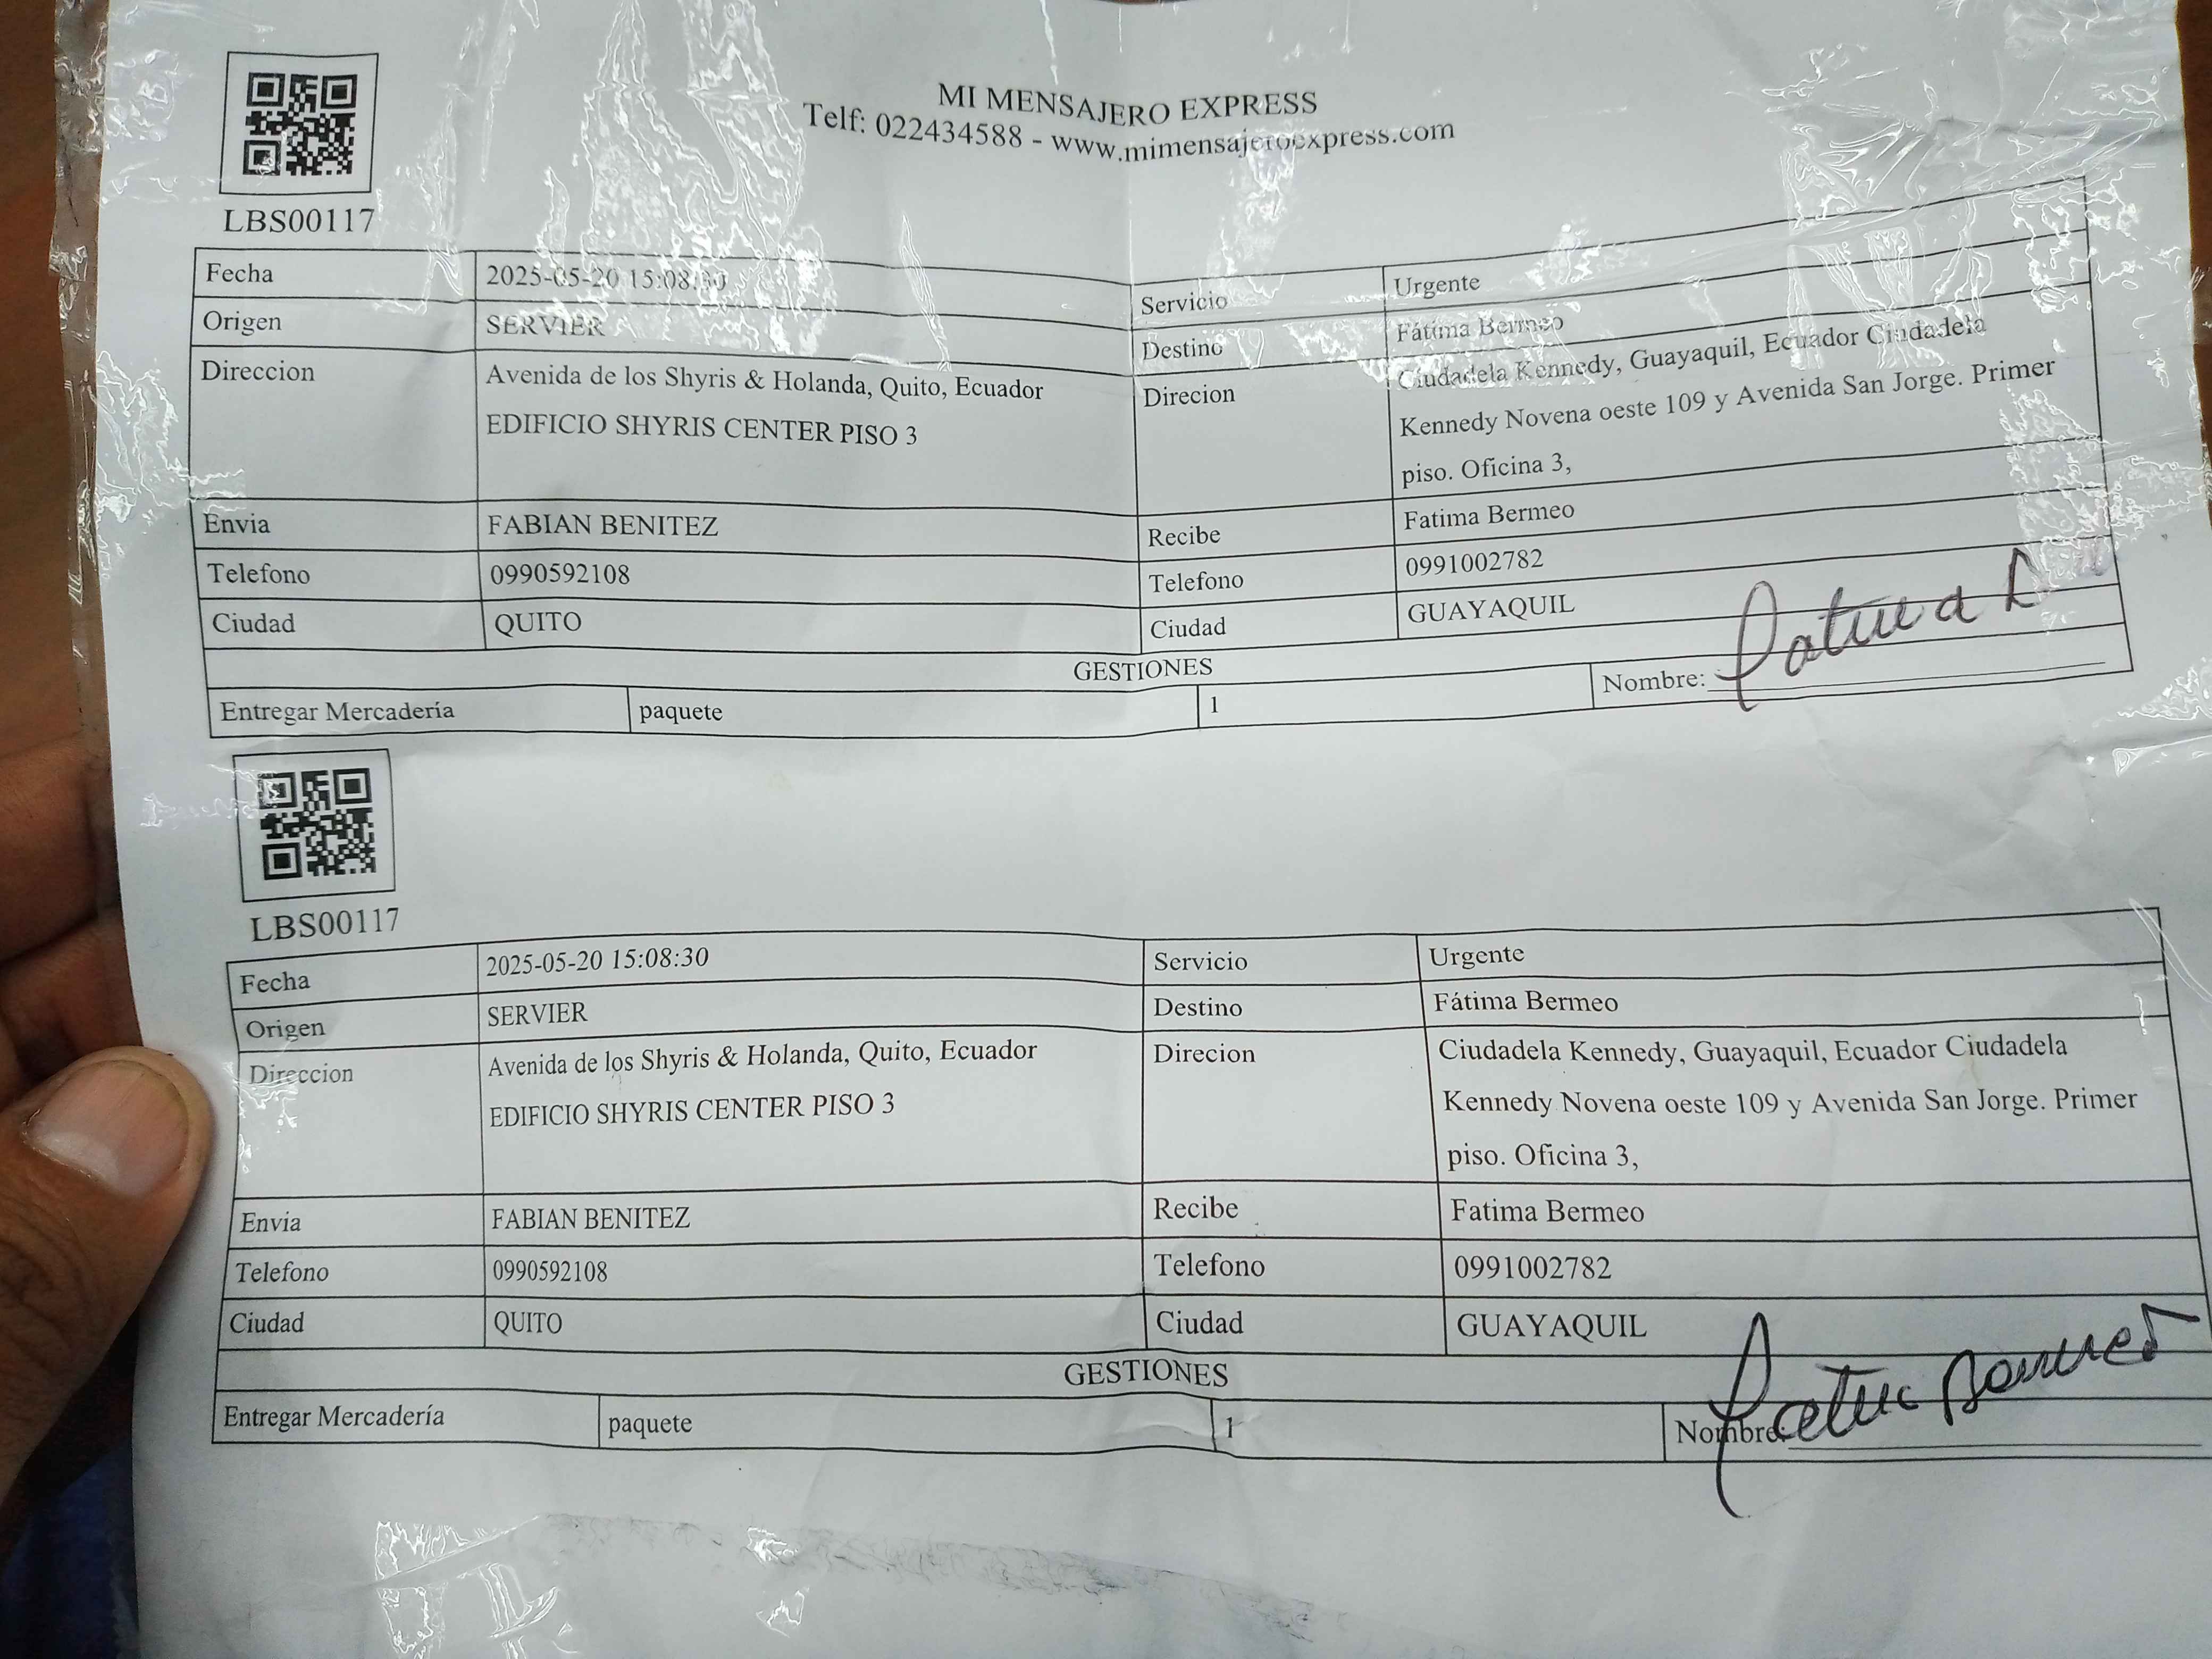 MI MENSAJERO EXPRESS
Telf: 022434588 - www.mimensajeroexpress.com
LBS00117
Fecha 2025-05-20 15:08:30 Servicio Urgente
Origen SERVIER Destino Fátima Bermeo
Direccion Avenida de los Shyris & Holanda, Quito, Ecuador Direcion Ciudadela Kennedy, Guayaquil, Ecuador Ciudadela
EDIFICIO SHYRIS CENTER PISO 3 Kennedy Novena oeste 109 y Avenida San Jorge. Primer
piso. Oficina 3,
Envia FABIAN BENITEZ Recibe Fatima Bermeo
Telefono 0990592108 Telefono 0991002782
Ciudad QUITO Ciudad GUAYAQUIL
GESTIONES
Entregar Mercadería paquete 1 Nombre:
LBS00117
Fecha 2025-05-20 15:08:30 Servicio Urgente
Origen SERVIER Destino Fátima Bermeo
Direccion Avenida de los Shyris & Holanda, Quito, Ecuador Direcion Ciudadela Kennedy, Guayaquil, Ecuador Ciudadela
EDIFICIO SHYRIS CENTER PISO 3 Kennedy Novena oeste 109 y Avenida San Jorge. Primer
piso. Oficina 3,
Envia FABIAN BENITEZ Recibe Fatima Bermeo
Telefono 0990592108 Telefono 0991002782
Ciudad QUITO Ciudad GUAYAQUIL
GESTIONES
Entregar Mercadería paquete 1 Nombre: